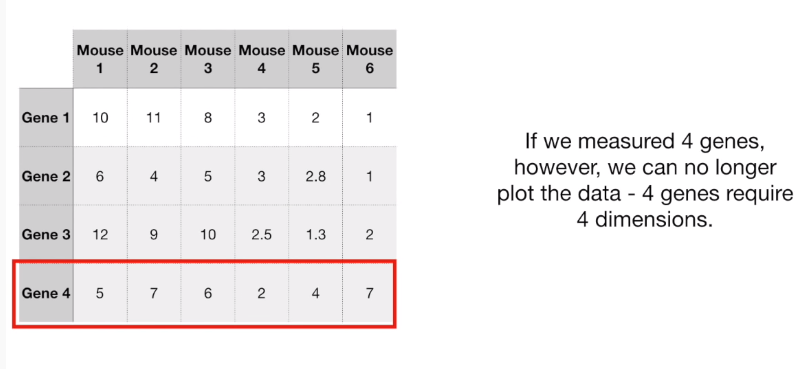 Mouse Mouse Mouse Mouse Mouse Mouse
1 2 3 4 5 6
Gene 1 10 11 8 3 2 1
Gene 2 6 4 5 3 2.8 1
Gene 3 12 9 10 2.5 1.3 2
Gene 4 5 7 6 2 4 7
If we measured 4 genes,
however, we can no longer
plot the data - 4 genes require
4 dimensions.